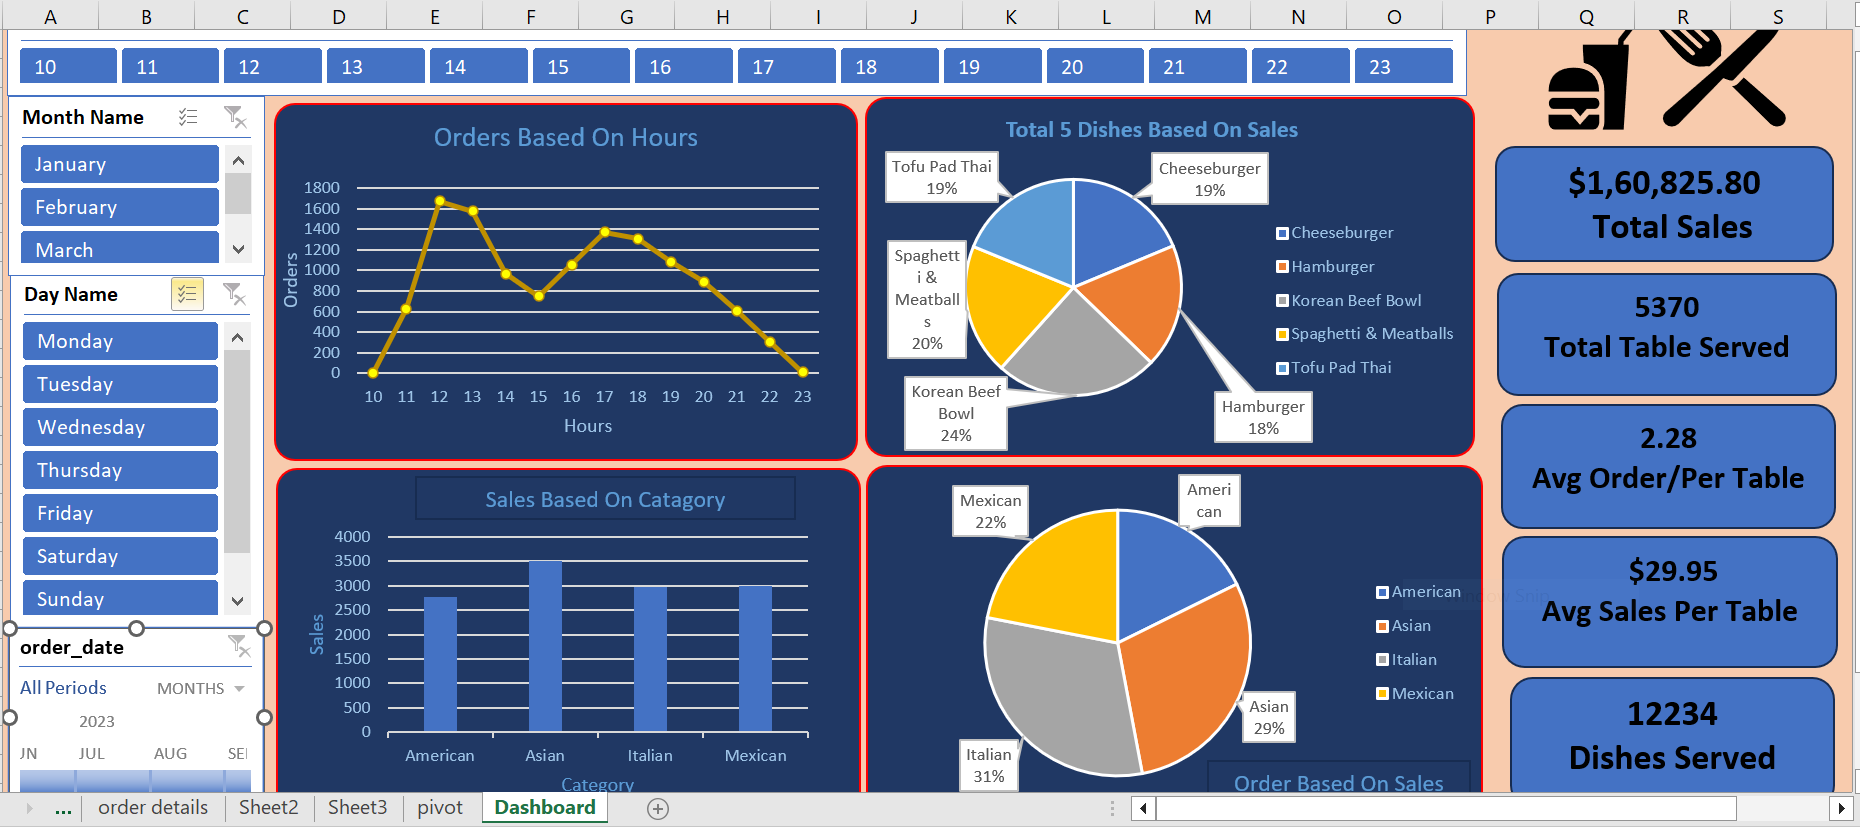 A B C D E F G H I J K L M N O P Q R S
10 11 12 13 14 15 16 17 18 19 20 21 22 23
Month Name
January
February
March
Day Name
Monday
Tuesday
Wednesday
Thursday
Friday
Saturday
Sunday
order_date
All Periods MONTHS
2023
JUL AUG
Orders Based On Hours
Orders
1800
1600
1400
1200
1000
800
600
400
200
0
10 11 12 13 14 15 16 17 18 19 20 21 22 23
Hours
Total 5 Dishes Based On Sales
Tofu Pad Thai
19%
Cheeseburger
19%
Spaghett
i &
Meatball
s
20%
Korean Beef
Bowl
24%
Hamburger
18%
Cheeseburger
Hamburger
Korean Beef Bowl
Spaghetti & Meatballs
Tofu Pad Thai
Sales Based On Catagory
Sales
4000
3500
3000
2500
2000
1500
1000
500
0
American Asian Italian Mexican
Category
Mexican
22%
Ameri
can
Asian
29%
Italian
31%
American
Asian
Italian
Mexican
Order Based On Sales
$1,60,825.80
Total Sales
5370
Total Table Served
2.28
Avg Order/Per Table
$29.95
Avg Sales Per Table
12234
Dishes Served
... order details Sheet2 Sheet3 pivot Dashboard